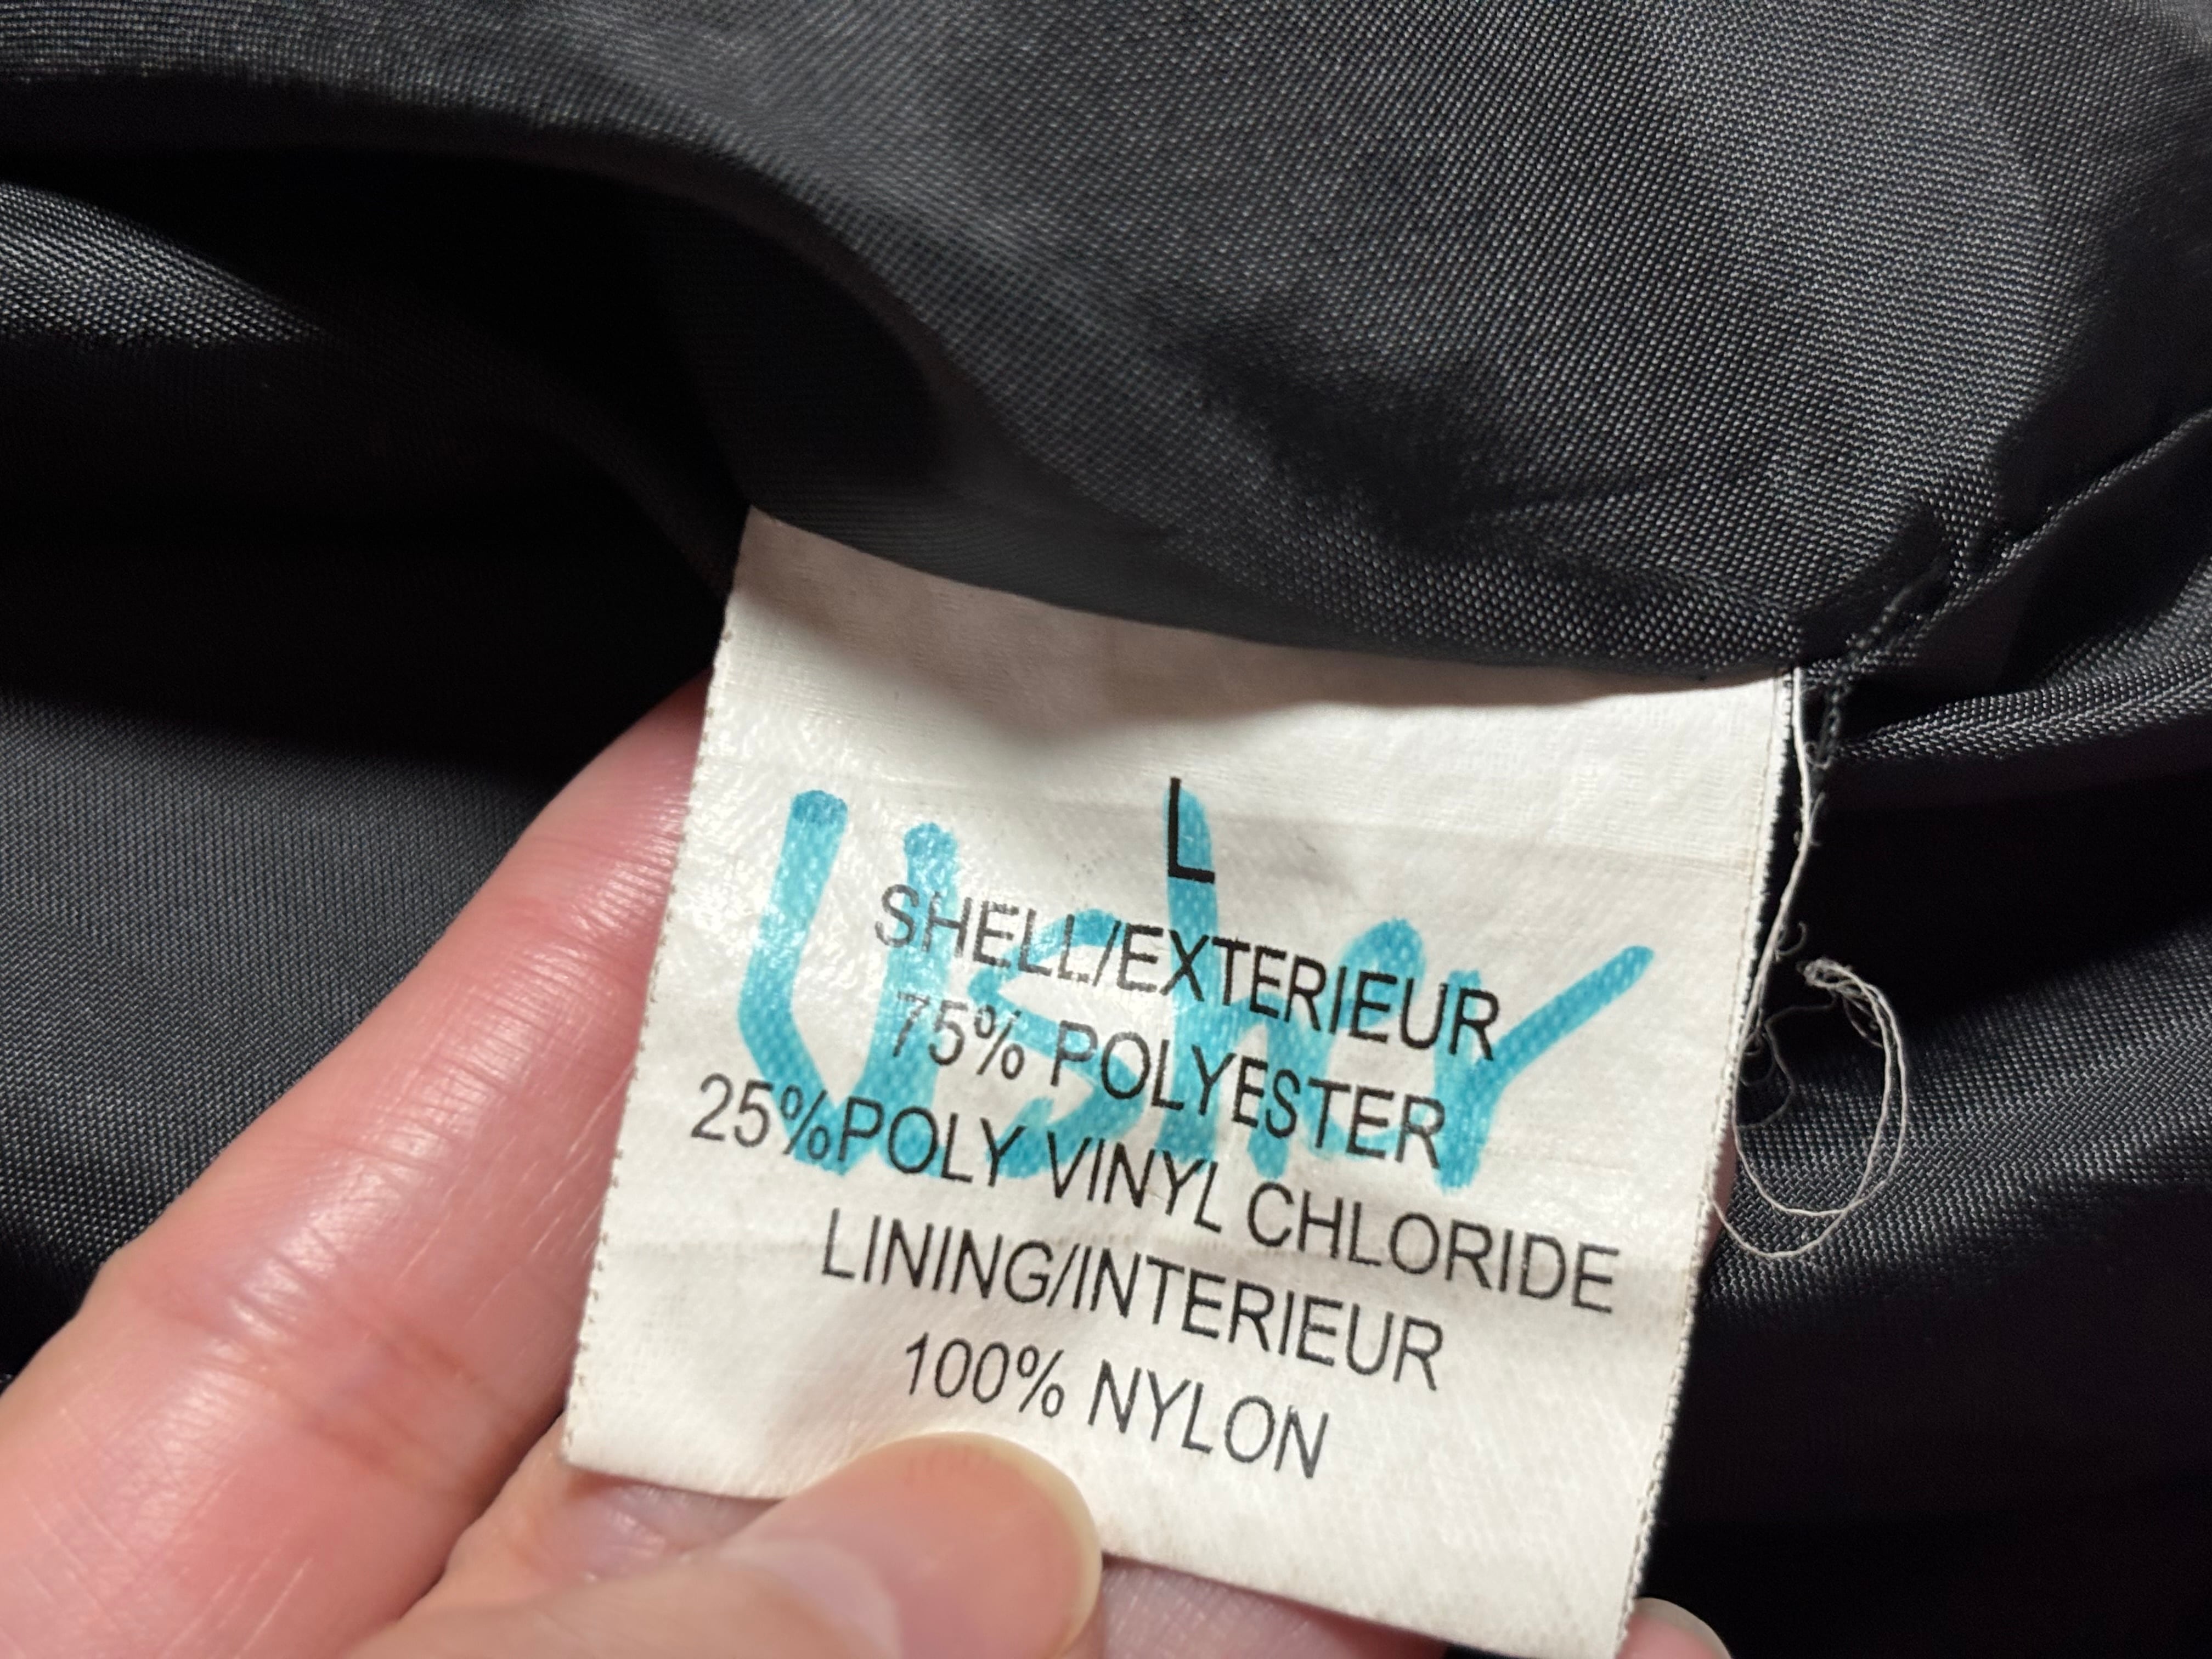 L
SHELL/EXTERIEUR
75% POLYESTER
25%POLY VINYL CHLORIDE
LINING/INTERIEUR
100% NYLON